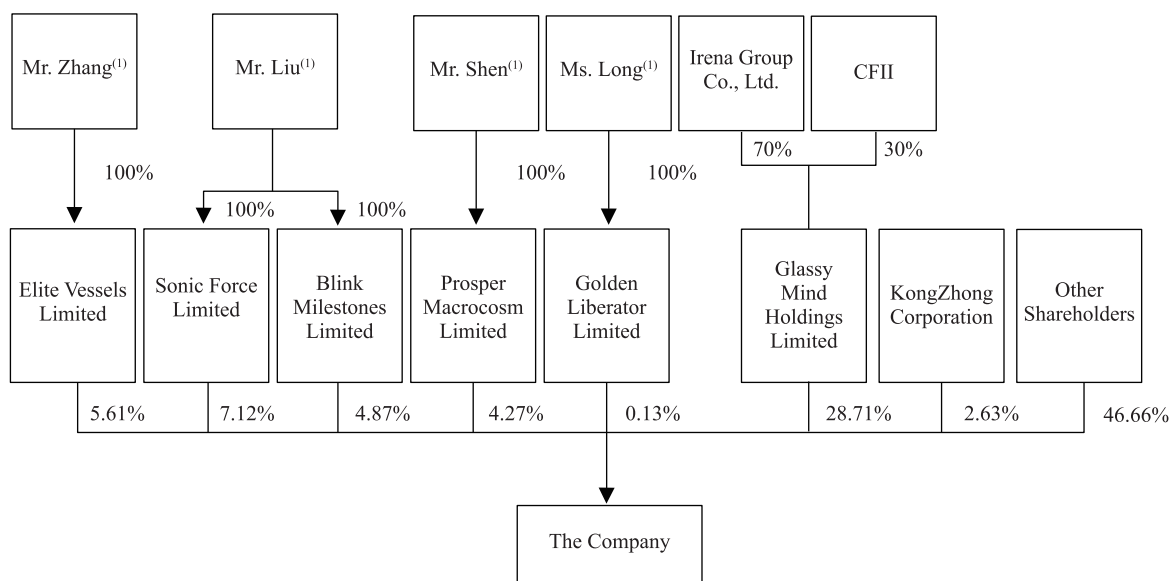 Mr. Zhang(1)
Mr. Liu(1)
Mr. Shen(1)
Ms. Long(1)
Irena Group
Co., Ltd.
CFII
100%
100%
100%
70%
30%
100%
100%
Elite Vessels
Limited
Sonic Force
Limited
Blink
Milestones
Limited
Prosper
Macrocosm
Limited
Golden
Liberator
Limited
Glassy
Mind
Holdings
Limited
KongZhong
Corporation
Other
Shareholders
5.61%
7.12%
4.87%
4.27%
0.13%
28.71%
2.63%
46.66%
The Company